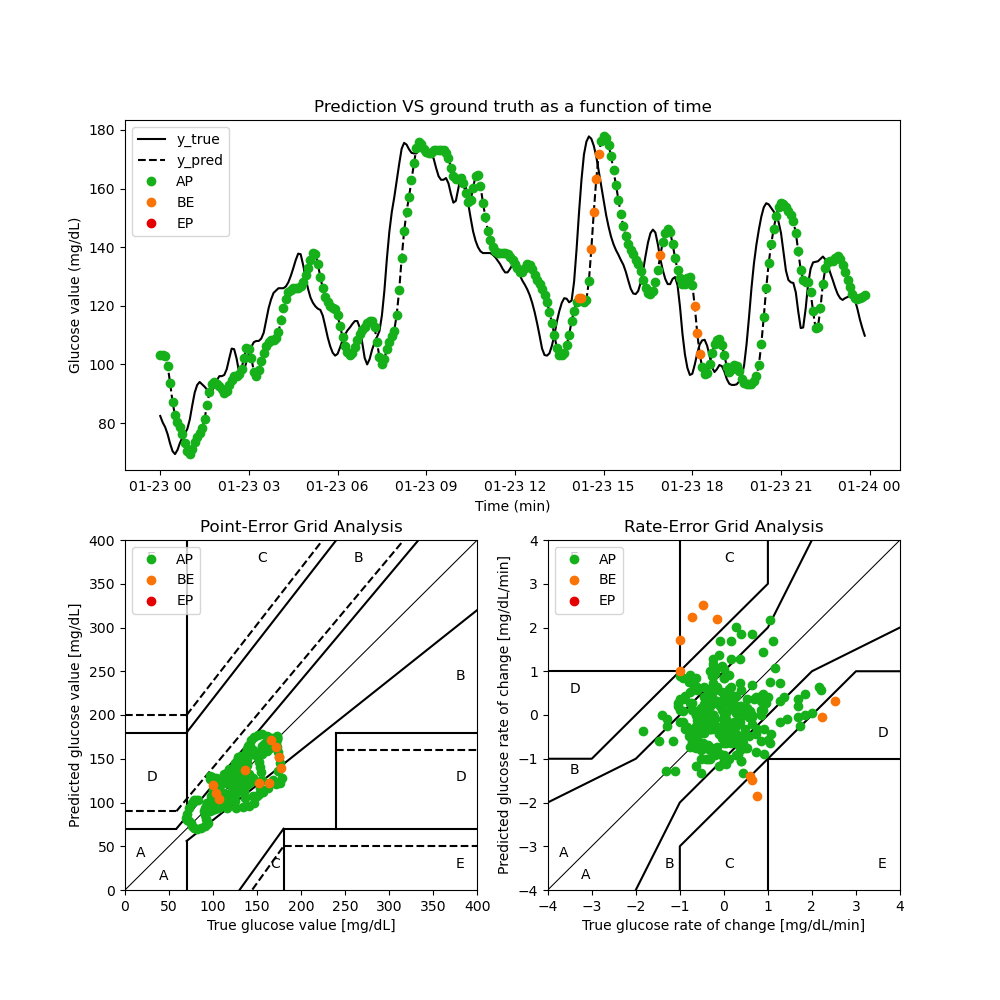 Prediction VS ground truth as a function of time
Glucose value (mg/dL)
180
160
140
120
100
80
y_true
y_pred
AP
BE
EP
01-23 00 01-23 03 01-23 06 01-23 09 01-23 12 01-23 15 01-23 18 01-23 21 01-24 00
Time (min)
Point-Error Grid Analysis
Predicted glucose value [mg/dL]
400
350
300
250
200
150
100
50
0
AP
BE
EP
C
B
B
D
D
A
A
C
E
0 50 100 150 200 250 300 350 400
True glucose value [mg/dL]
Rate-Error Grid Analysis
Predicted glucose rate of change [mg/dL/min]
4
3
2
1
0
−1
−2
−3
−4
AP
BE
EP
C
D
D
B
A
A
B
C
E
−4 −3 −2 −1 0 1 2 3 4
True glucose rate of change [mg/dL/min]